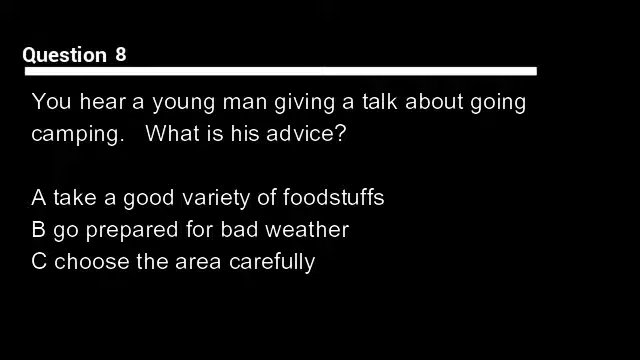 Question 8
You hear a young man giving a talk about going
camping. What is his advice?
A take a good variety of foodstuffs
B go prepared for bad weather
C choose the area carefully